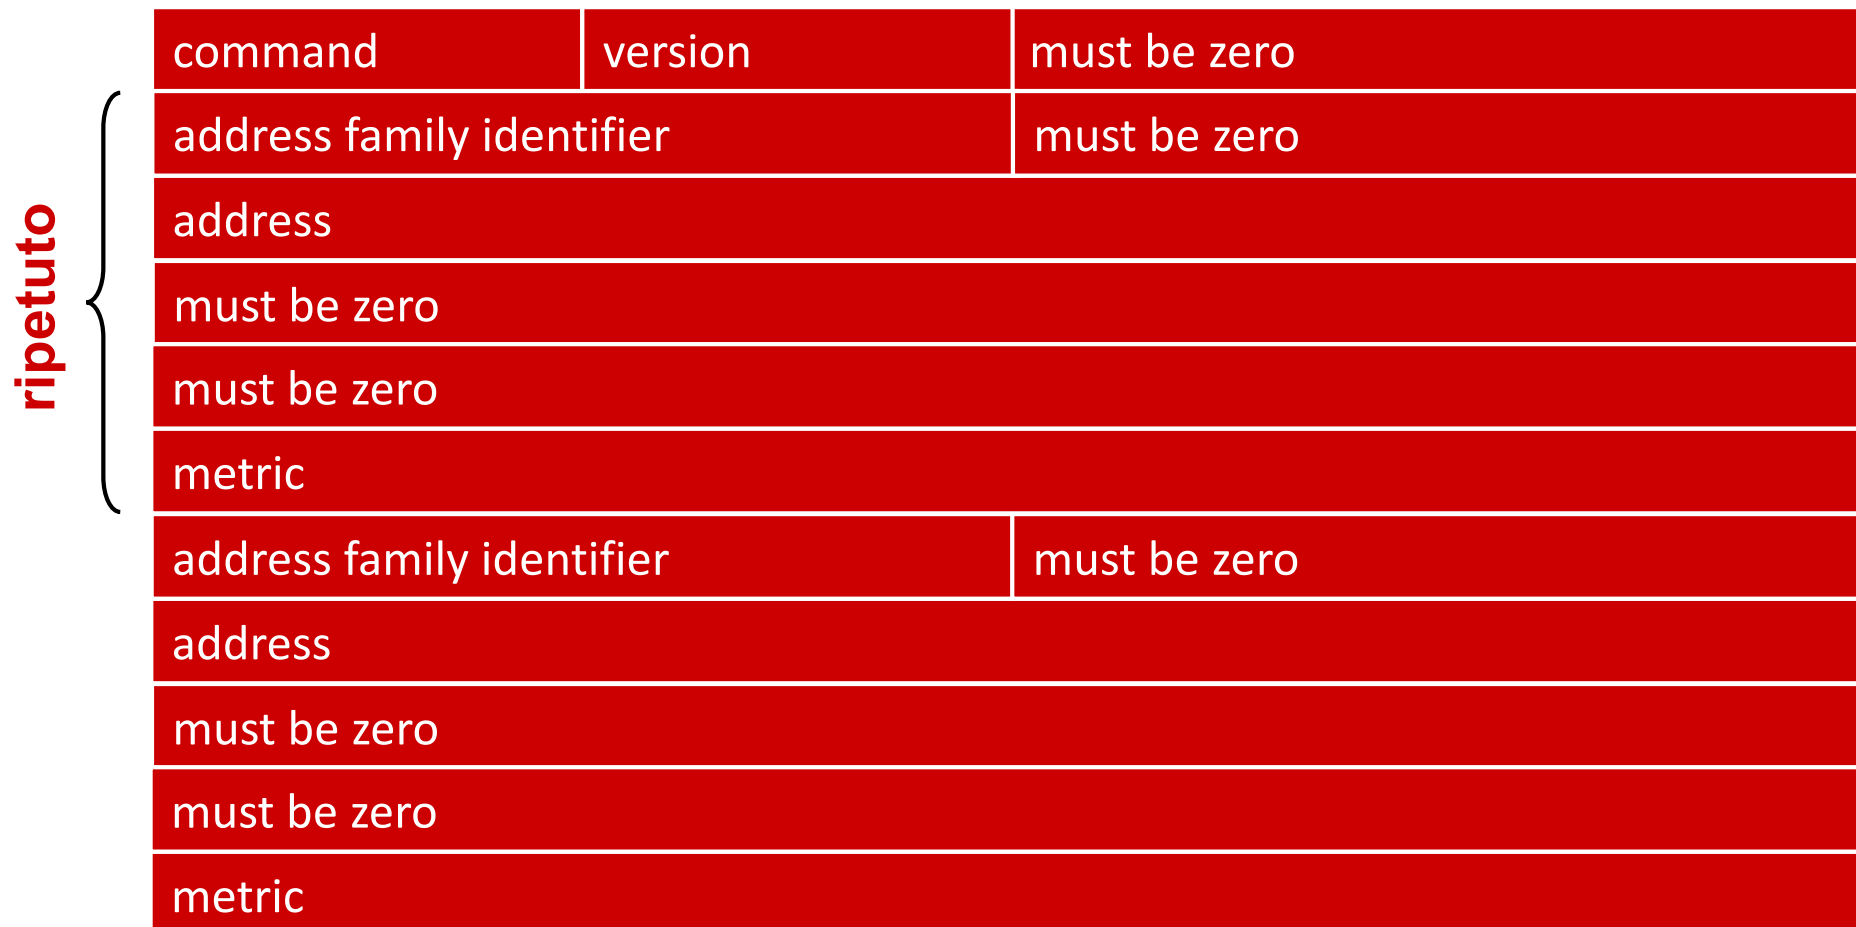 command version must be zero
address family identifier must be zero
address
must be zero
must be zero
metric
address family identifier must be zero
address
must be zero
must be zero
metric
ripetuto